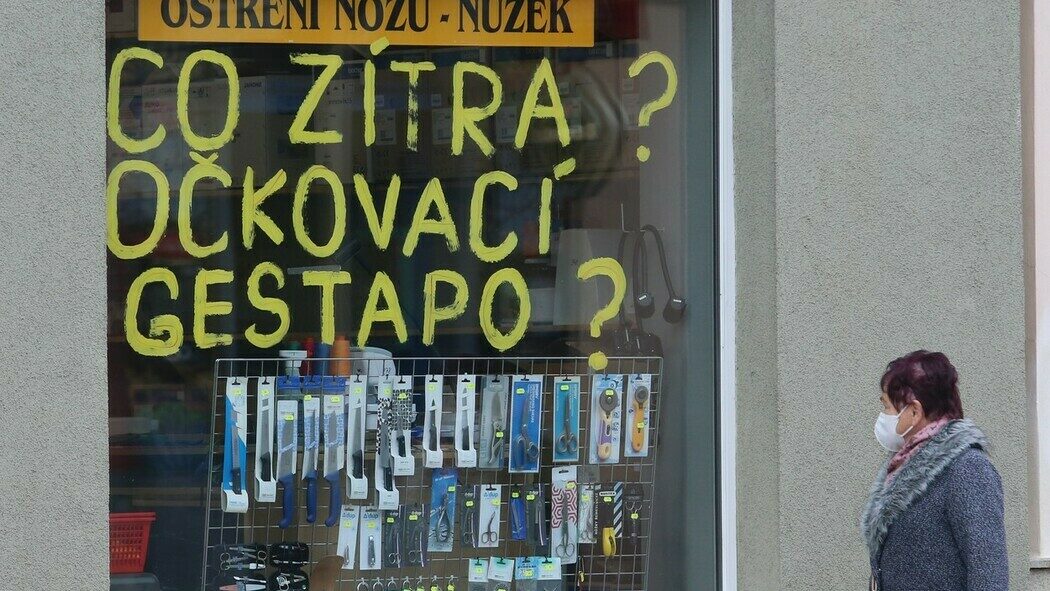 OSTŘENÍ NOŽŮ - NŮŽEK
CO ZÍTRA ?
OČKOVACÍ
GESTAPO ?